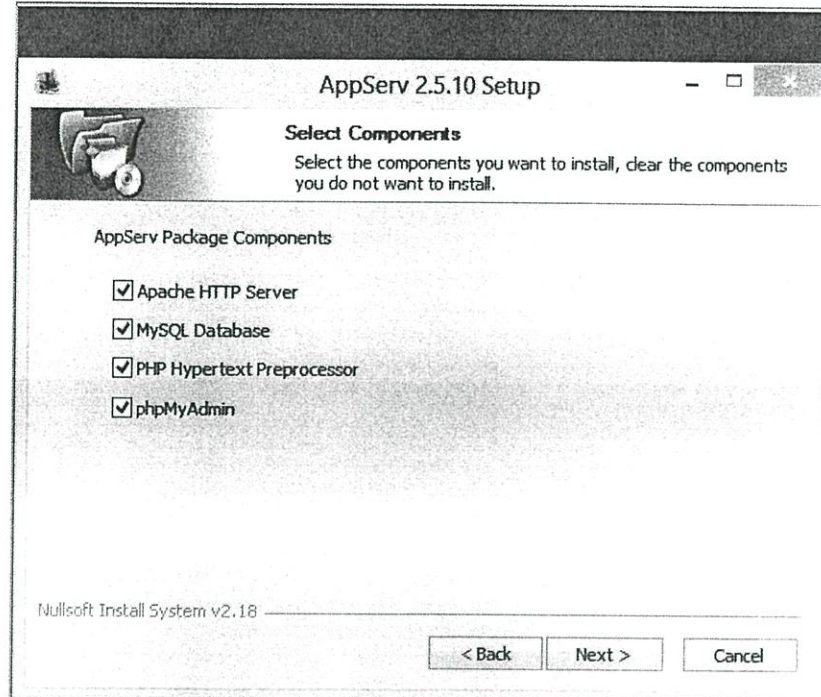 AppServ 2.5.10 Setup
Select Components
Select the components you want to install, clear the components
you do not want to install.
AppServ Package Components
Apache HTTP Server
MySQL Database
PHP Hypertext Preprocessor
phpMyAdmin
Nullsoft Install System v2.18
< Back
Next >
Cancel